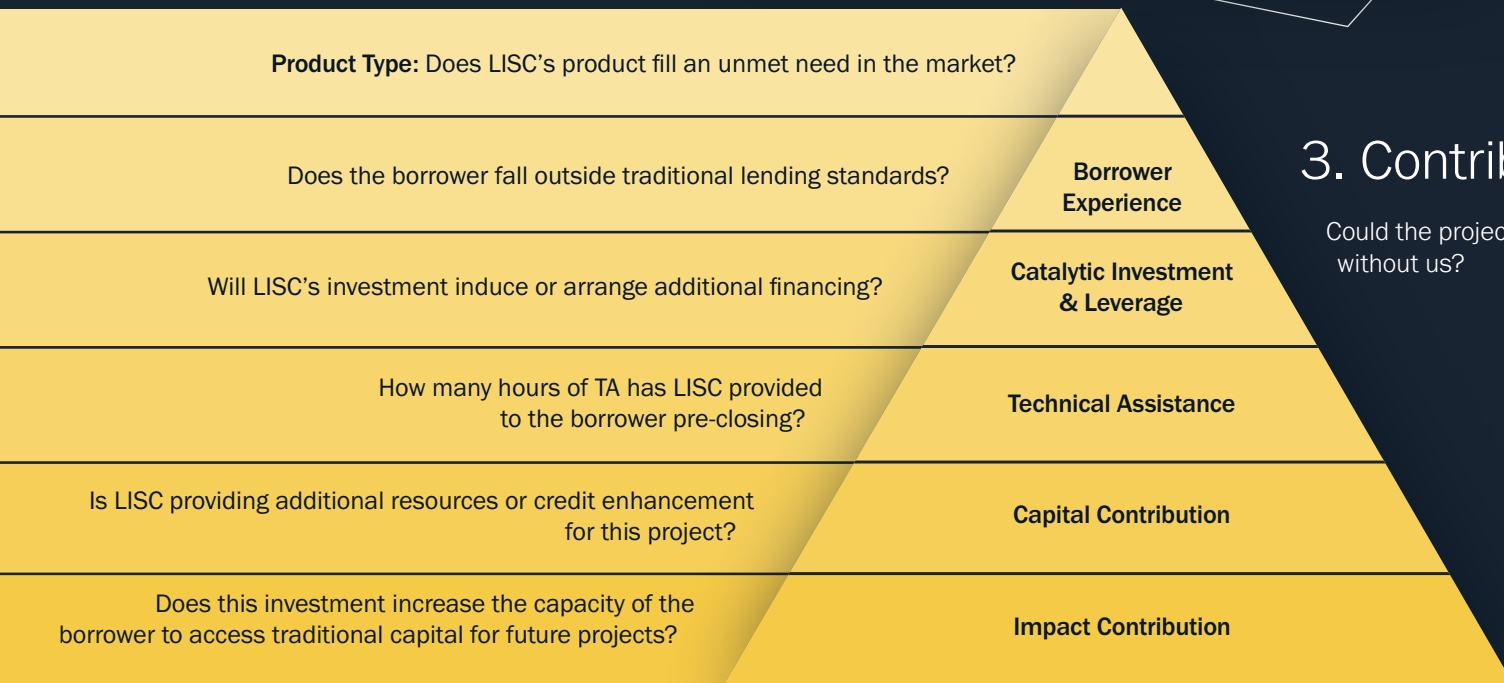 Product Type: Does LISC’s product fill an unmet need in the market?
Does the borrower fall outside traditional lending standards?
Borrower
Experience
Will LISC’s investment induce or arrange additional financing?
Catalytic Investment
& Leverage
How many hours of TA has LISC provided
to the borrower pre-closing?
Technical Assistance
Is LISC providing additional resources or credit enhancement
for this project?
Capital Contribution
Does this investment increase the capacity of the
borrower to access traditional capital for future projects?
Impact Contribution
3. Contrib
Could the projec
without us?